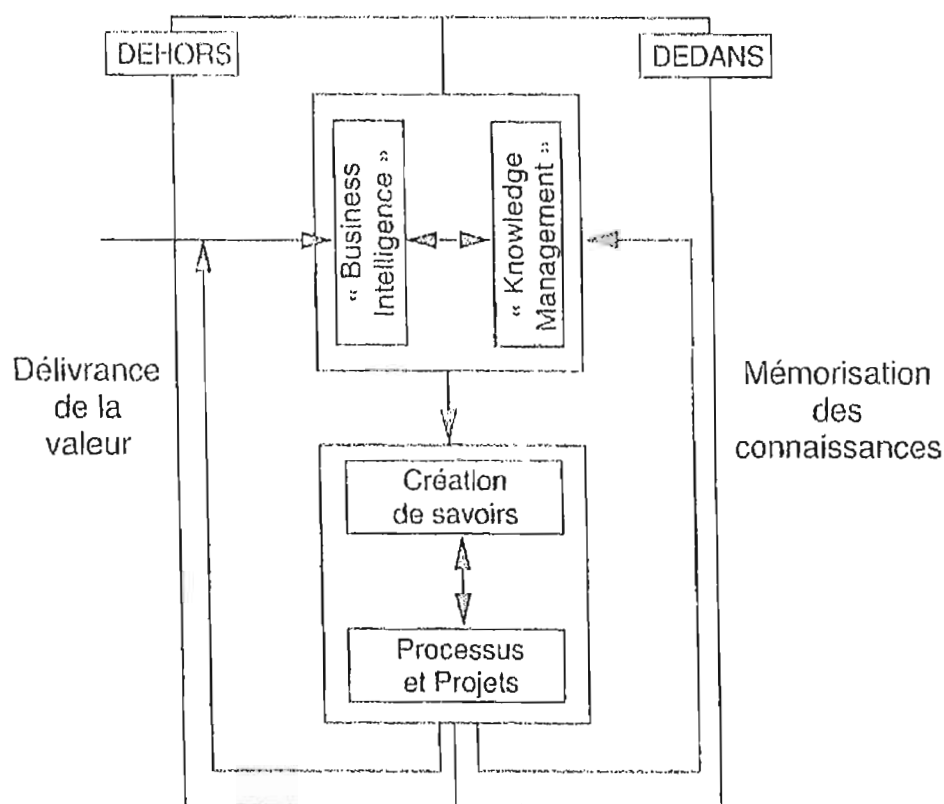 DEHORS
DEDANS
« Business
Intelligence »
« Knowledge
Management »
Délivrance
de la
valeur
Mémorisation
des
connaissances
Création
de savoirs
Processus
et Projets